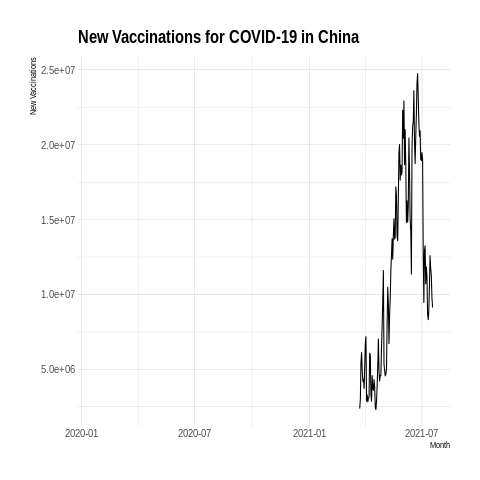 New Vaccinations for COVID-19 in China
New Vaccinations
2.5e+07
2.0e+07
1.5e+07
1.0e+07
5.0e+06
2020-01
2020-07
2021-01
2021-07
Month